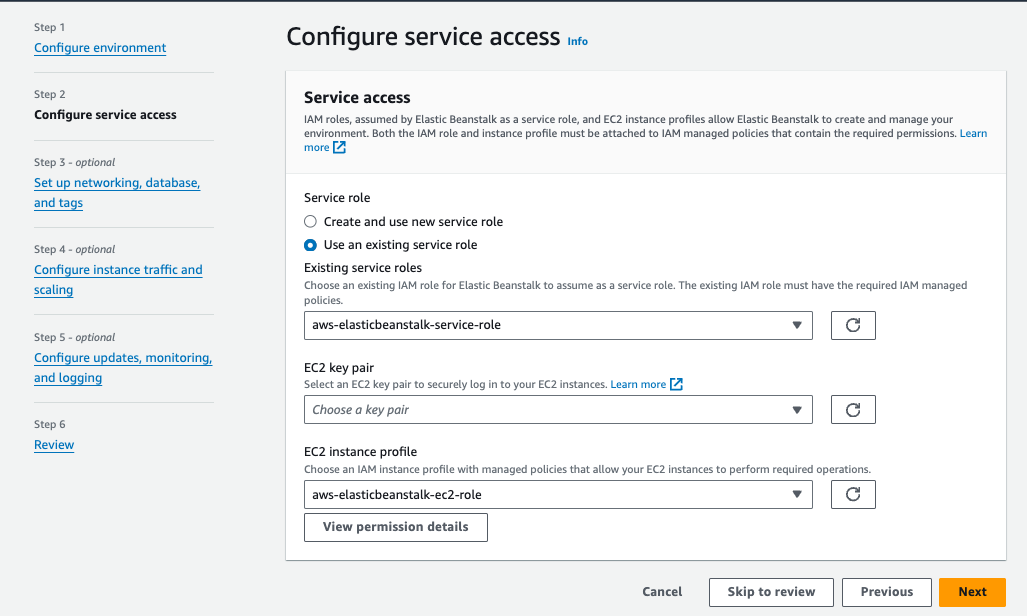 Step 1
Configure environment
Step 2
Configure service access
Step 3 - optional
Set up networking, database,
and tags
Step 4 - optional
Configure instance traffic and
scaling
Step 5 - optional
Configure updates, monitoring,
and logging
Step 6
Review
Configure service access Info
Service access
IAM roles, assumed by Elastic Beanstalk as a service role, and EC2 instance profiles allow Elastic Beanstalk to create and manage your
environment. Both the IAM role and instance profile must be attached to IAM managed policies that contain the required permissions. Learn
more
Service role
Create and use new service role
Use an existing service role
Existing service roles
Choose an existing IAM role for Elastic Beanstalk to assume as a service role. The existing IAM role must have the required IAM managed
policies.
aws-elasticbeanstalk-service-role
EC2 key pair
Select an EC2 key pair to securely log in to your EC2 instances. Learn more
Choose a key pair
EC2 instance profile
Choose an IAM instance profile with managed policies that allow your EC2 instances to perform required operations.
aws-elasticbeanstalk-ec2-role
View permission details
Cancel Skip to review Previous Next